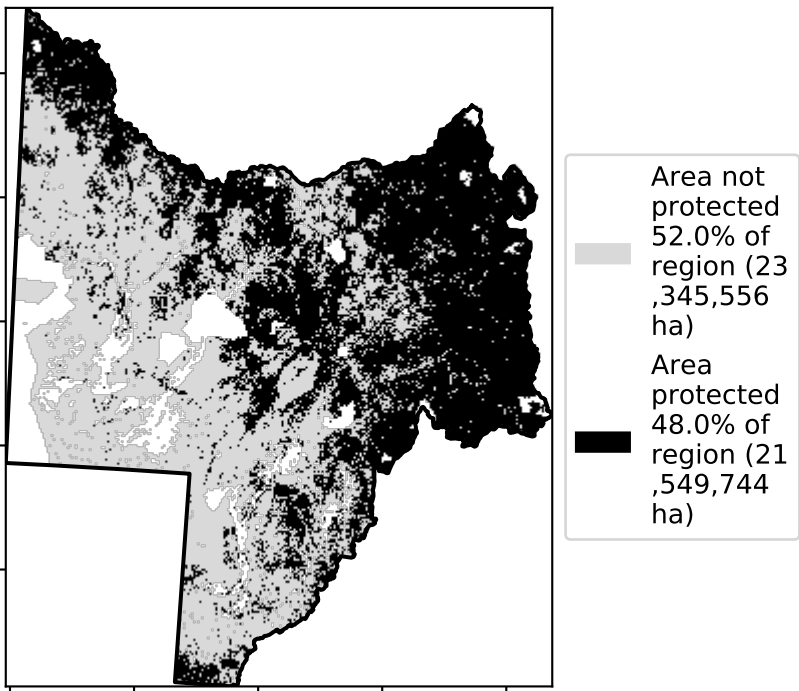 Area not
protected
52.0% of
region (23
,345,556
ha)
Area
protected
48.0% of
region (21
,549,744
ha)